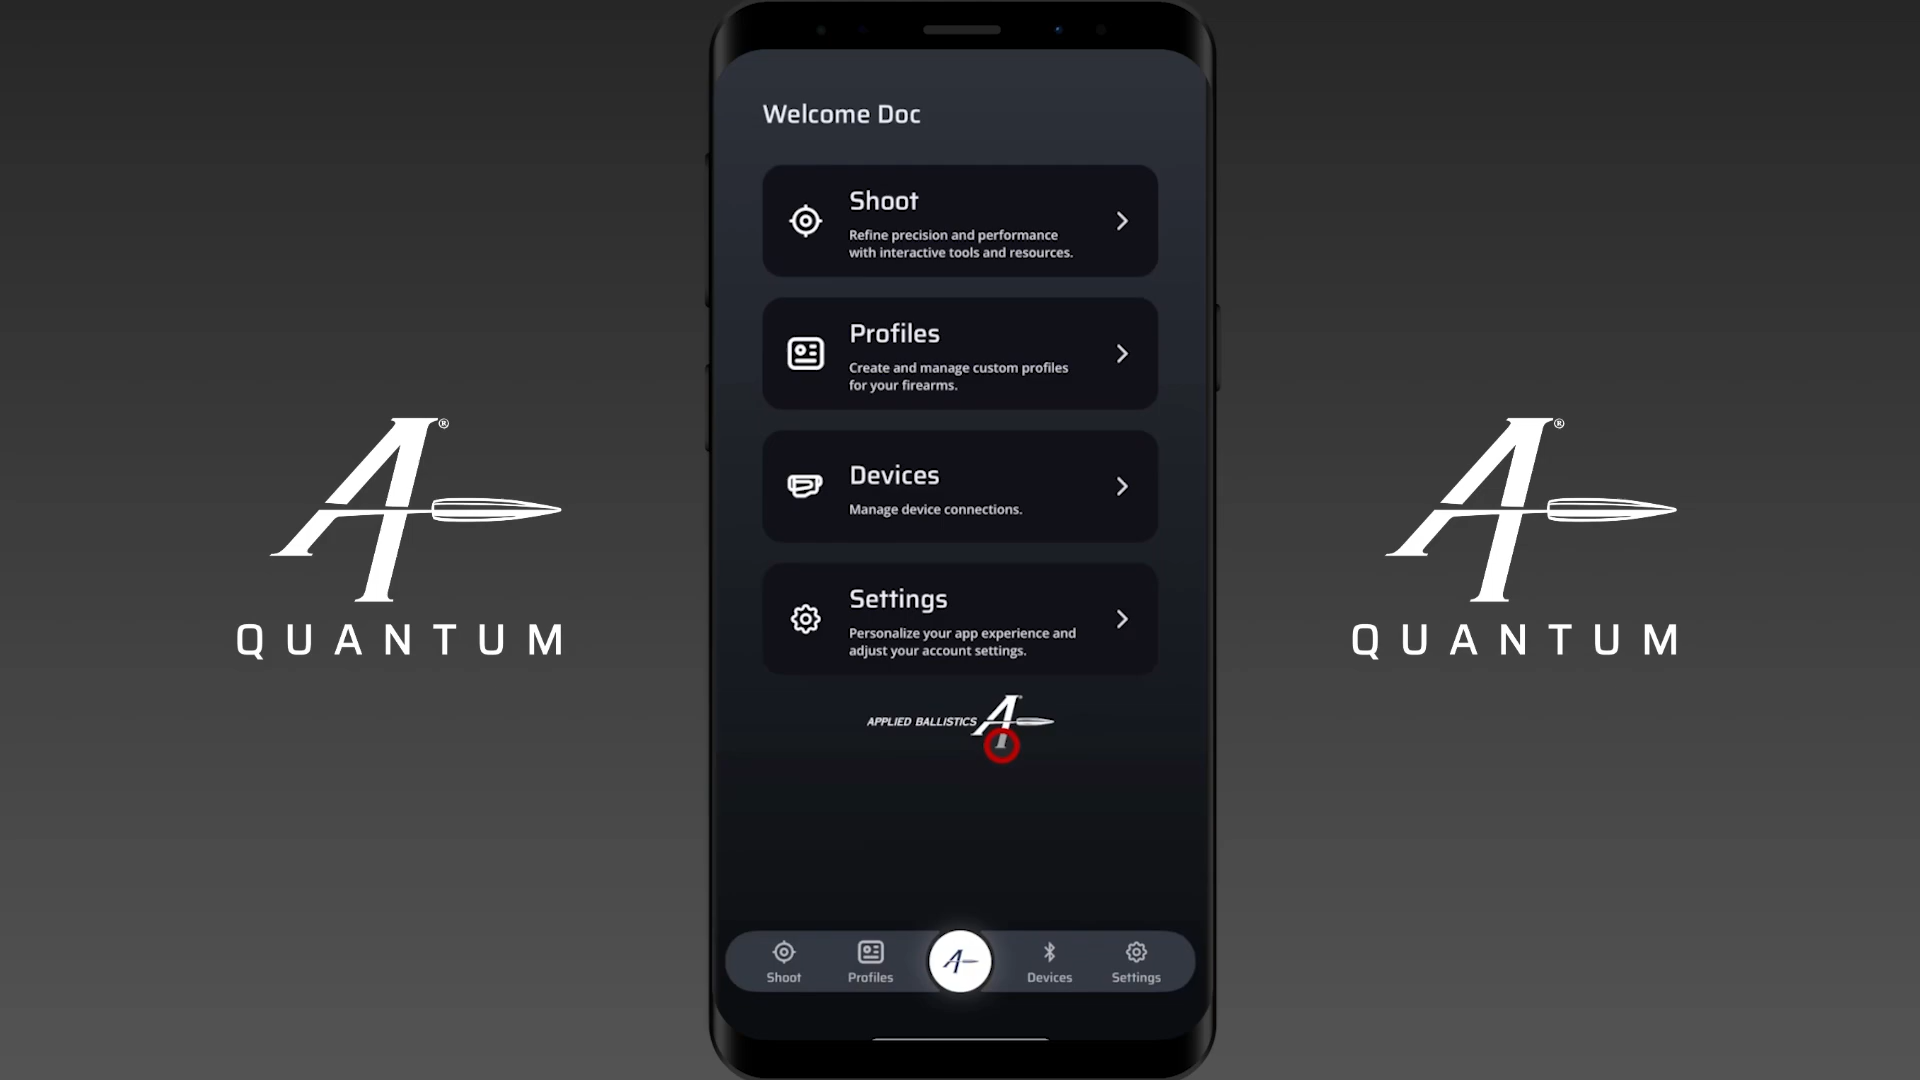 Welcome Doc
Shoot
Refine precision and performance
with interactive tools and resources.
Profiles
Create and manage custom profiles
for your firearms.
Devices
Manage device connections.
Settings
Personalize your app experience and
adjust your account settings.
APPLIED BALLISTICS A
Shoot
Profiles
A
Devices
Settings
A®
QUANTUM
A®
QUANTUM